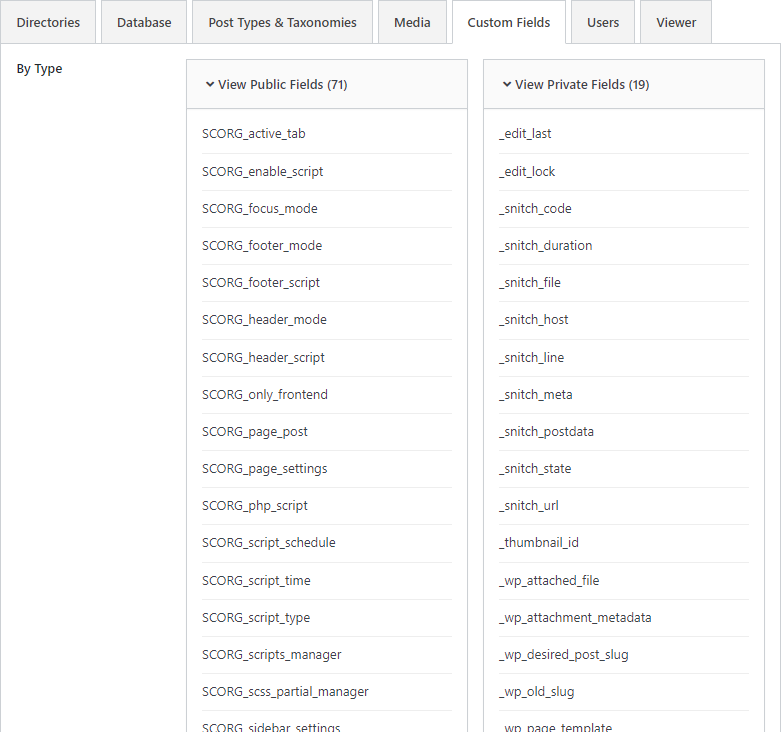 Directories Database Post Types & Taxonomies Media Custom Fields Users Viewer
By Type
View Public Fields (71)
SCORG_active_tab
SCORG_enable_script
SCORG_focus_mode
SCORG_footer_mode
SCORG_footer_script
SCORG_header_mode
SCORG_header_script
SCORG_only_frontend
SCORG_page_post
SCORG_page_settings
SCORG_php_script
SCORG_script_schedule
SCORG_script_time
SCORG_script_type
SCORG_scripts_manager
SCORG_scss_partial_manager
SCORG_sidebar_settings
View Private Fields (19)
_edit_last
_edit_lock
_snitch_code
_snitch_duration
_snitch_file
_snitch_host
_snitch_line
_snitch_meta
_snitch_postdata
_snitch_state
_snitch_url
_thumbnail_id
_wp_attached_file
_wp_attachment_metadata
_wp_desired_post_slug
_wp_old_slug
_wp_page_template